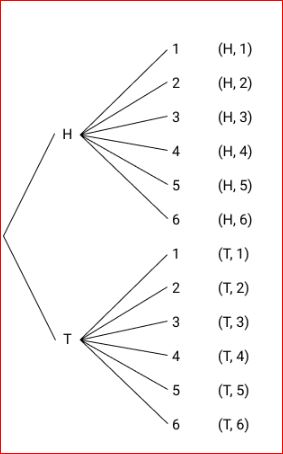 1 (H, 1)
2 (H, 2)
H
3 (H, 3)
4 (H, 4)
5 (H, 5)
6 (H, 6)
1 (T, 1)
2 (T, 2)
T
3 (T, 3)
4 (T, 4)
5 (T, 5)
6 (T, 6)